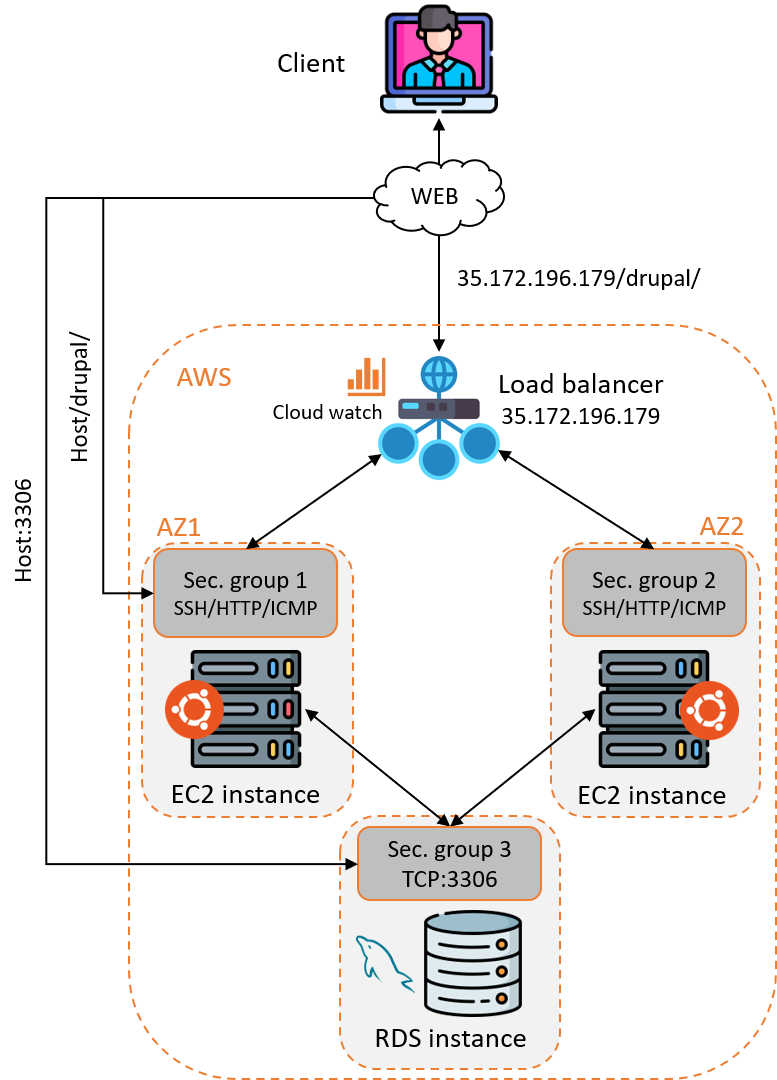 Client
WEB
35.172.196.179/drupal/
Host/drupal/
Host:3306
AWS
Cloud watch
Load balancer
35.172.196.179
AZ1
AZ2
Sec. group 1
SSH/HTTP/ICMP
Sec. group 2
SSH/HTTP/ICMP
EC2 instance
EC2 instance
Sec. group 3
TCP:3306
RDS instance